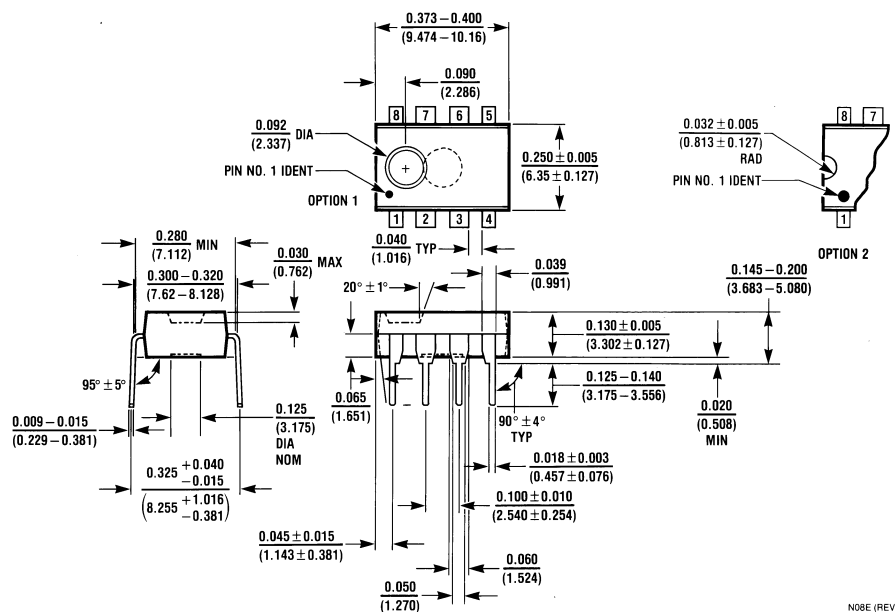 0.373 – 0.400
(9.474 – 10.16)
0.090
(2.286)
8 7 6 5
0.092 DIA
(2.337)
PIN NO. 1 IDENT
OPTION 1
1 2 3 4
0.250 ± 0.005
(6.35 ± 0.127)
8 7
0.032 ± 0.005
(0.813 ± 0.127)
RAD
PIN NO. 1 IDENT
1
OPTION 2
0.280 MIN
(7.112)
0.300 – 0.320
(7.62 – 8.128)
0.030 MAX
(0.762)
0.040 TYP
(1.016)
20° ± 1°
0.039
(0.991)
0.145 – 0.200
(3.683 – 5.080)
0.130 ± 0.005
(3.302 ± 0.127)
95° ± 5°
0.009 – 0.015
(0.229 – 0.381)
0.125
(3.175)
DIA
NOM
0.065
(1.651)
90° ± 4°
TYP
0.125 – 0.140
(3.175 – 3.556)
0.020
(0.508)
MIN
0.325 +0.040
−0.015
(8.255 +1.016
−0.381)
0.018 ± 0.003
(0.457 ± 0.076)
0.100 ± 0.010
(2.540 ± 0.254)
0.045 ± 0.015
(1.143 ± 0.381)
0.060
(1.524)
0.050
(1.270)
N08E (REV